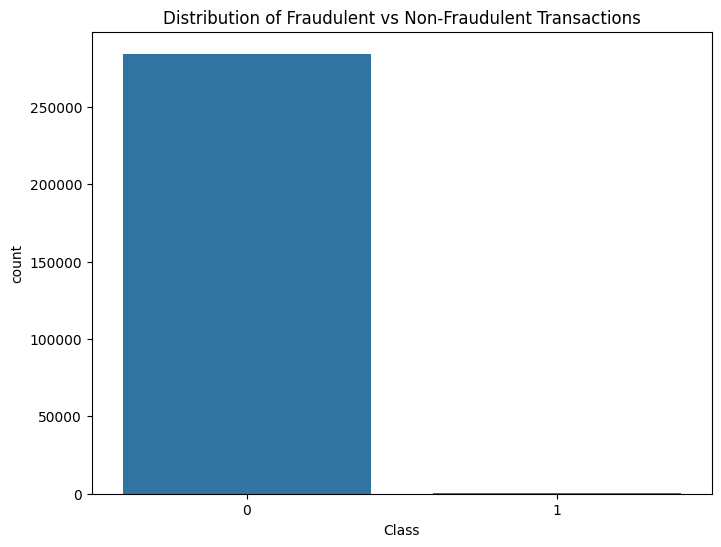 Distribution of Fraudulent vs Non-Fraudulent Transactions
250000
200000
150000
100000
50000
0
count
0
1
Class